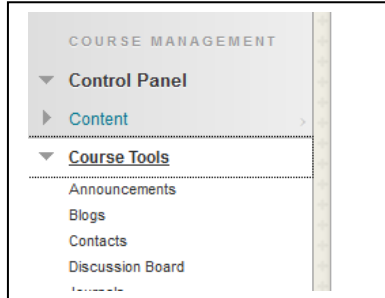 COURSE MANAGEMENT
Control Panel
Content
Course Tools
Announcements
Blogs
Contacts
Discussion Board